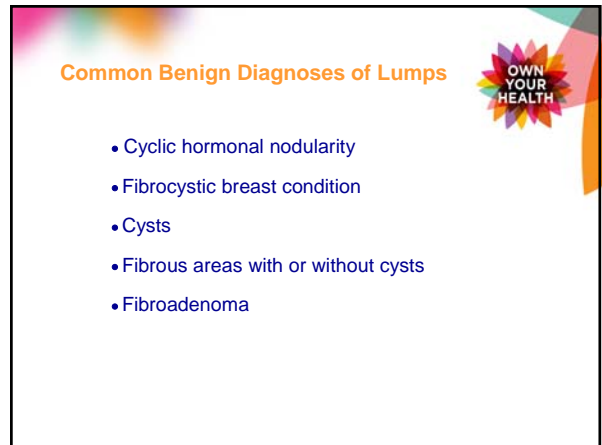 Common Benign Diagnoses of Lumps
OWN
YOUR
HEALTH
• Cyclic hormonal nodularity
• Fibrocystic breast condition
• Cysts
• Fibrous areas with or without cysts
• Fibroadenoma